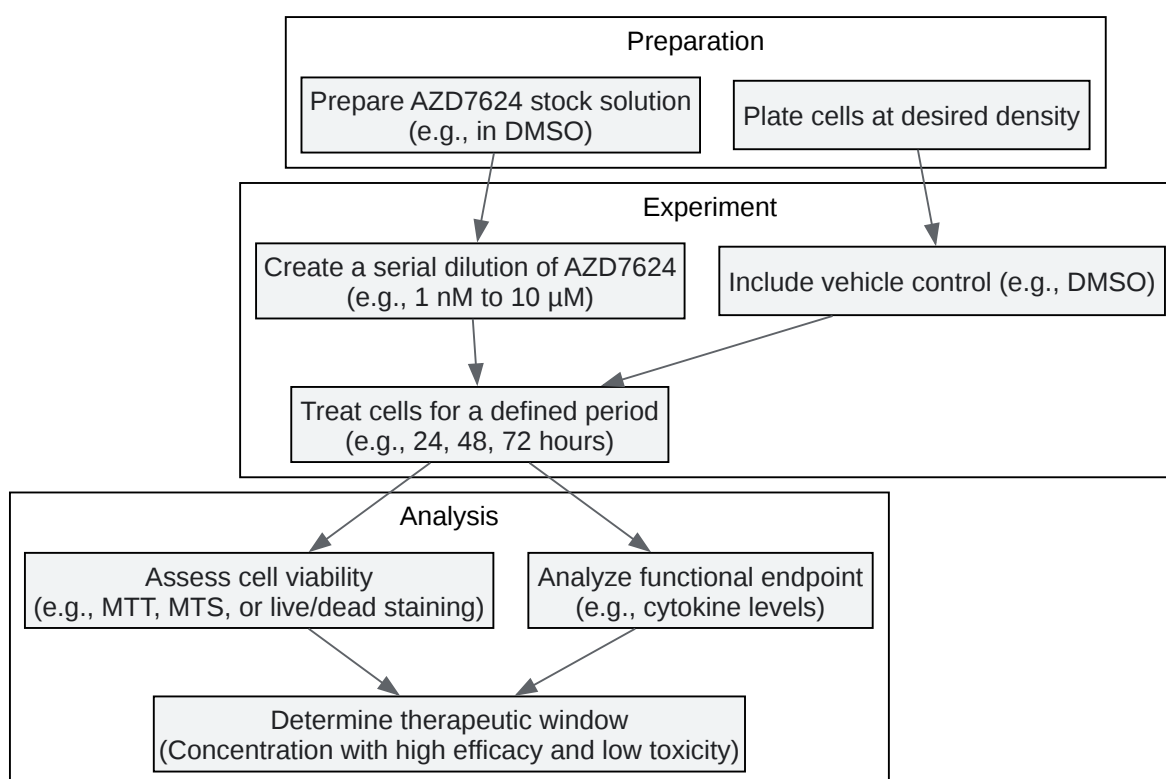 Preparation
Prepare AZD7624 stock solution
(e.g., in DMSO)
Plate cells at desired density
Experiment
Create a serial dilution of AZD7624
(e.g., 1 nM to 10 µM)
Include vehicle control (e.g., DMSO)
Treat cells for a defined period
(e.g., 24, 48, 72 hours)
Analysis
Assess cell viability
(e.g., MTT, MTS, or live/dead staining)
Analyze functional endpoint
(e.g., cytokine levels)
Determine therapeutic window
(Concentration with high efficacy and low toxicity)